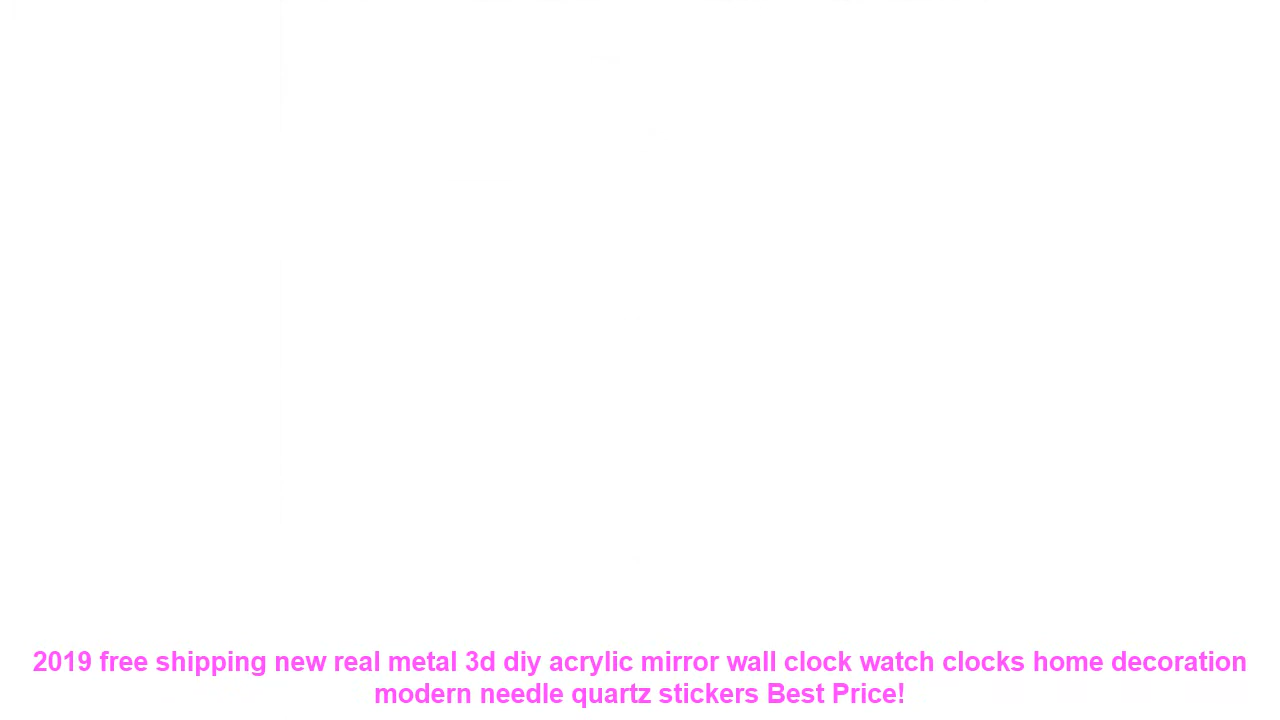 2019 free shipping new real metal 3d diy acrylic mirror wall clock watch clocks home decoration
modern needle quartz stickers Best Price!